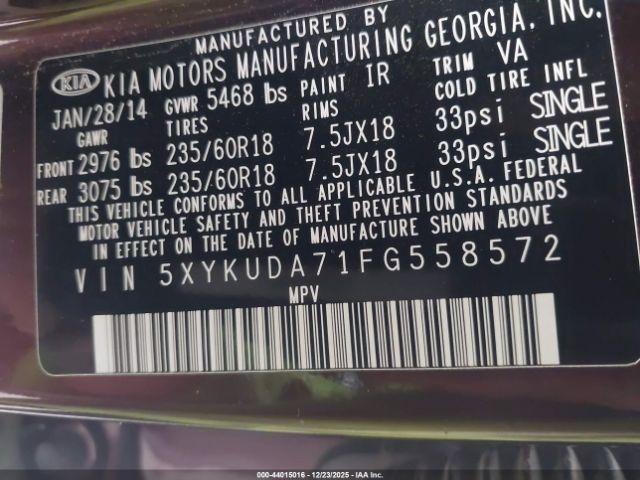 MANUFACTURED BY
KIA KIA MOTORS MANUFACTURING GEORGIA, INC.
JAN/28/14 GVWR 5468 lbs PAINT IR TRIM VA
GAWR TIRES RIMS COLD TIRE INFL
FRONT 2976 lbs 235/60R18 7.5JX18 33psi SINGLE
REAR 3075 lbs 235/60R18 7.5JX18 33psi SINGLE
THIS VEHICLE CONFORMS TO ALL APPLICABLE U.S.A. FEDERAL
MOTOR VEHICLE SAFETY AND THEFT PREVENTION STANDARDS
IN EFFECT ON THE DATE OF MANUFACTURE SHOWN ABOVE
VIN 5XYKUDA71FG558572
MPV
000-44015016 - 12/23/2025 - IAA Inc.